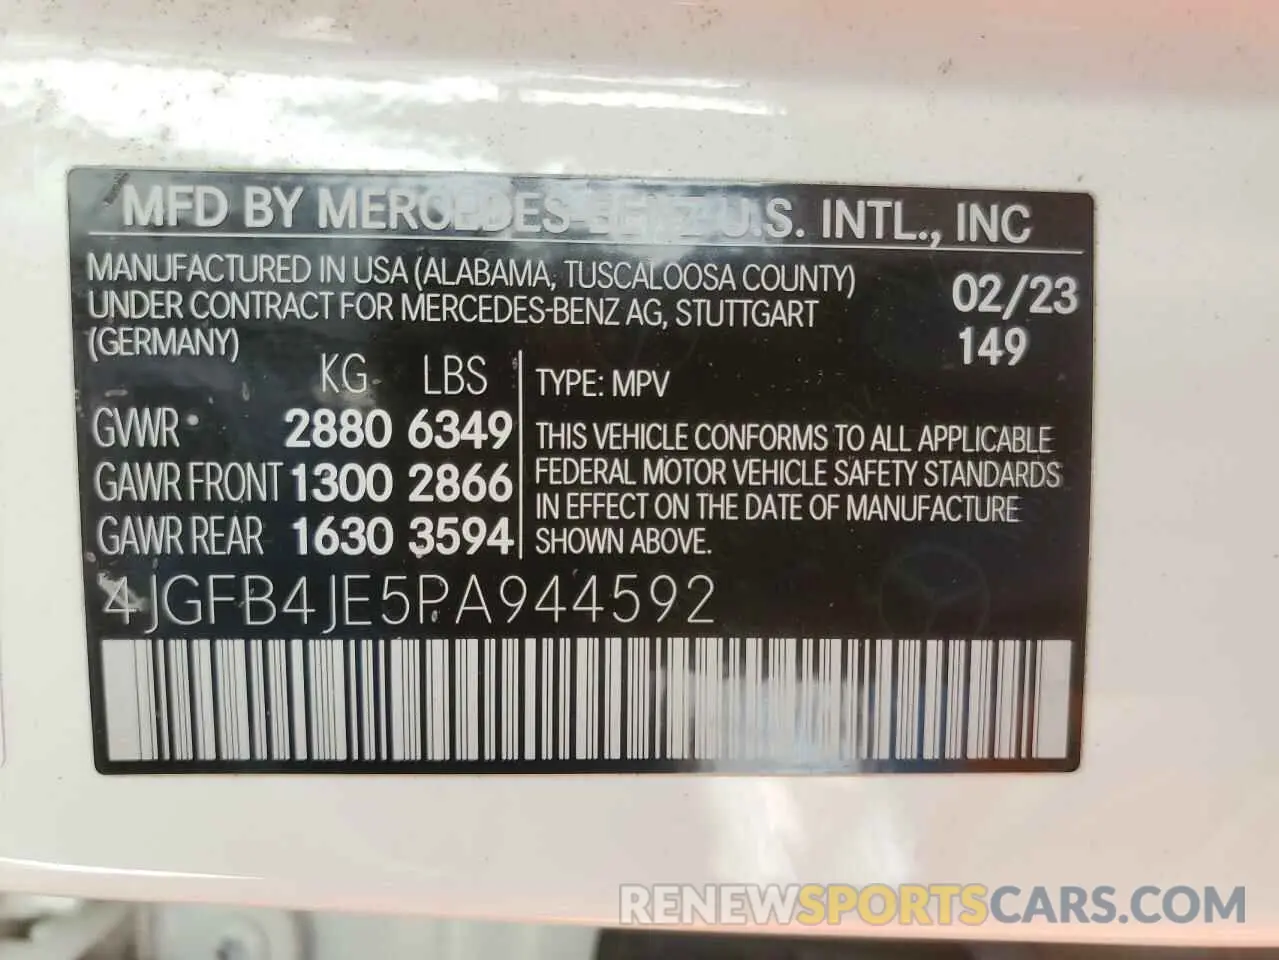 MFD BY MERCEDES-BENZ U.S. INTL., INC
MANUFACTURED IN USA (ALABAMA, TUSCALOOSA COUNTY)
UNDER CONTRACT FOR MERCEDES-BENZ AG, STUTTGART
(GERMANY)
02/23
149
KG LBS
GVWR 2880 6349
GAWR FRONT 1300 2866
GAWR REAR 1630 3594
TYPE: MPV
THIS VEHICLE CONFORMS TO ALL APPLICABLE
FEDERAL MOTOR VEHICLE SAFETY STANDARDS
IN EFFECT ON THE DATE OF MANUFACTURE
SHOWN ABOVE.
4JGFB4JE5PA944592
RENEWSPORTSCARS.COM